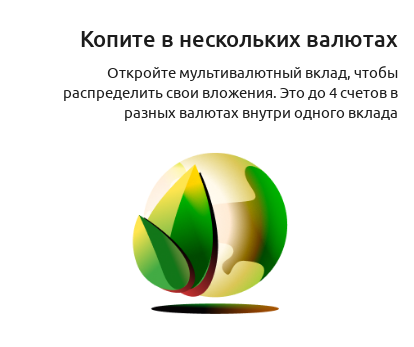 Копите в нескольких валютах
Откройте мультивалютный вклад, чтобы
распределить свои вложения. Это до 4 счетов в
разных валютах внутри одного вклада